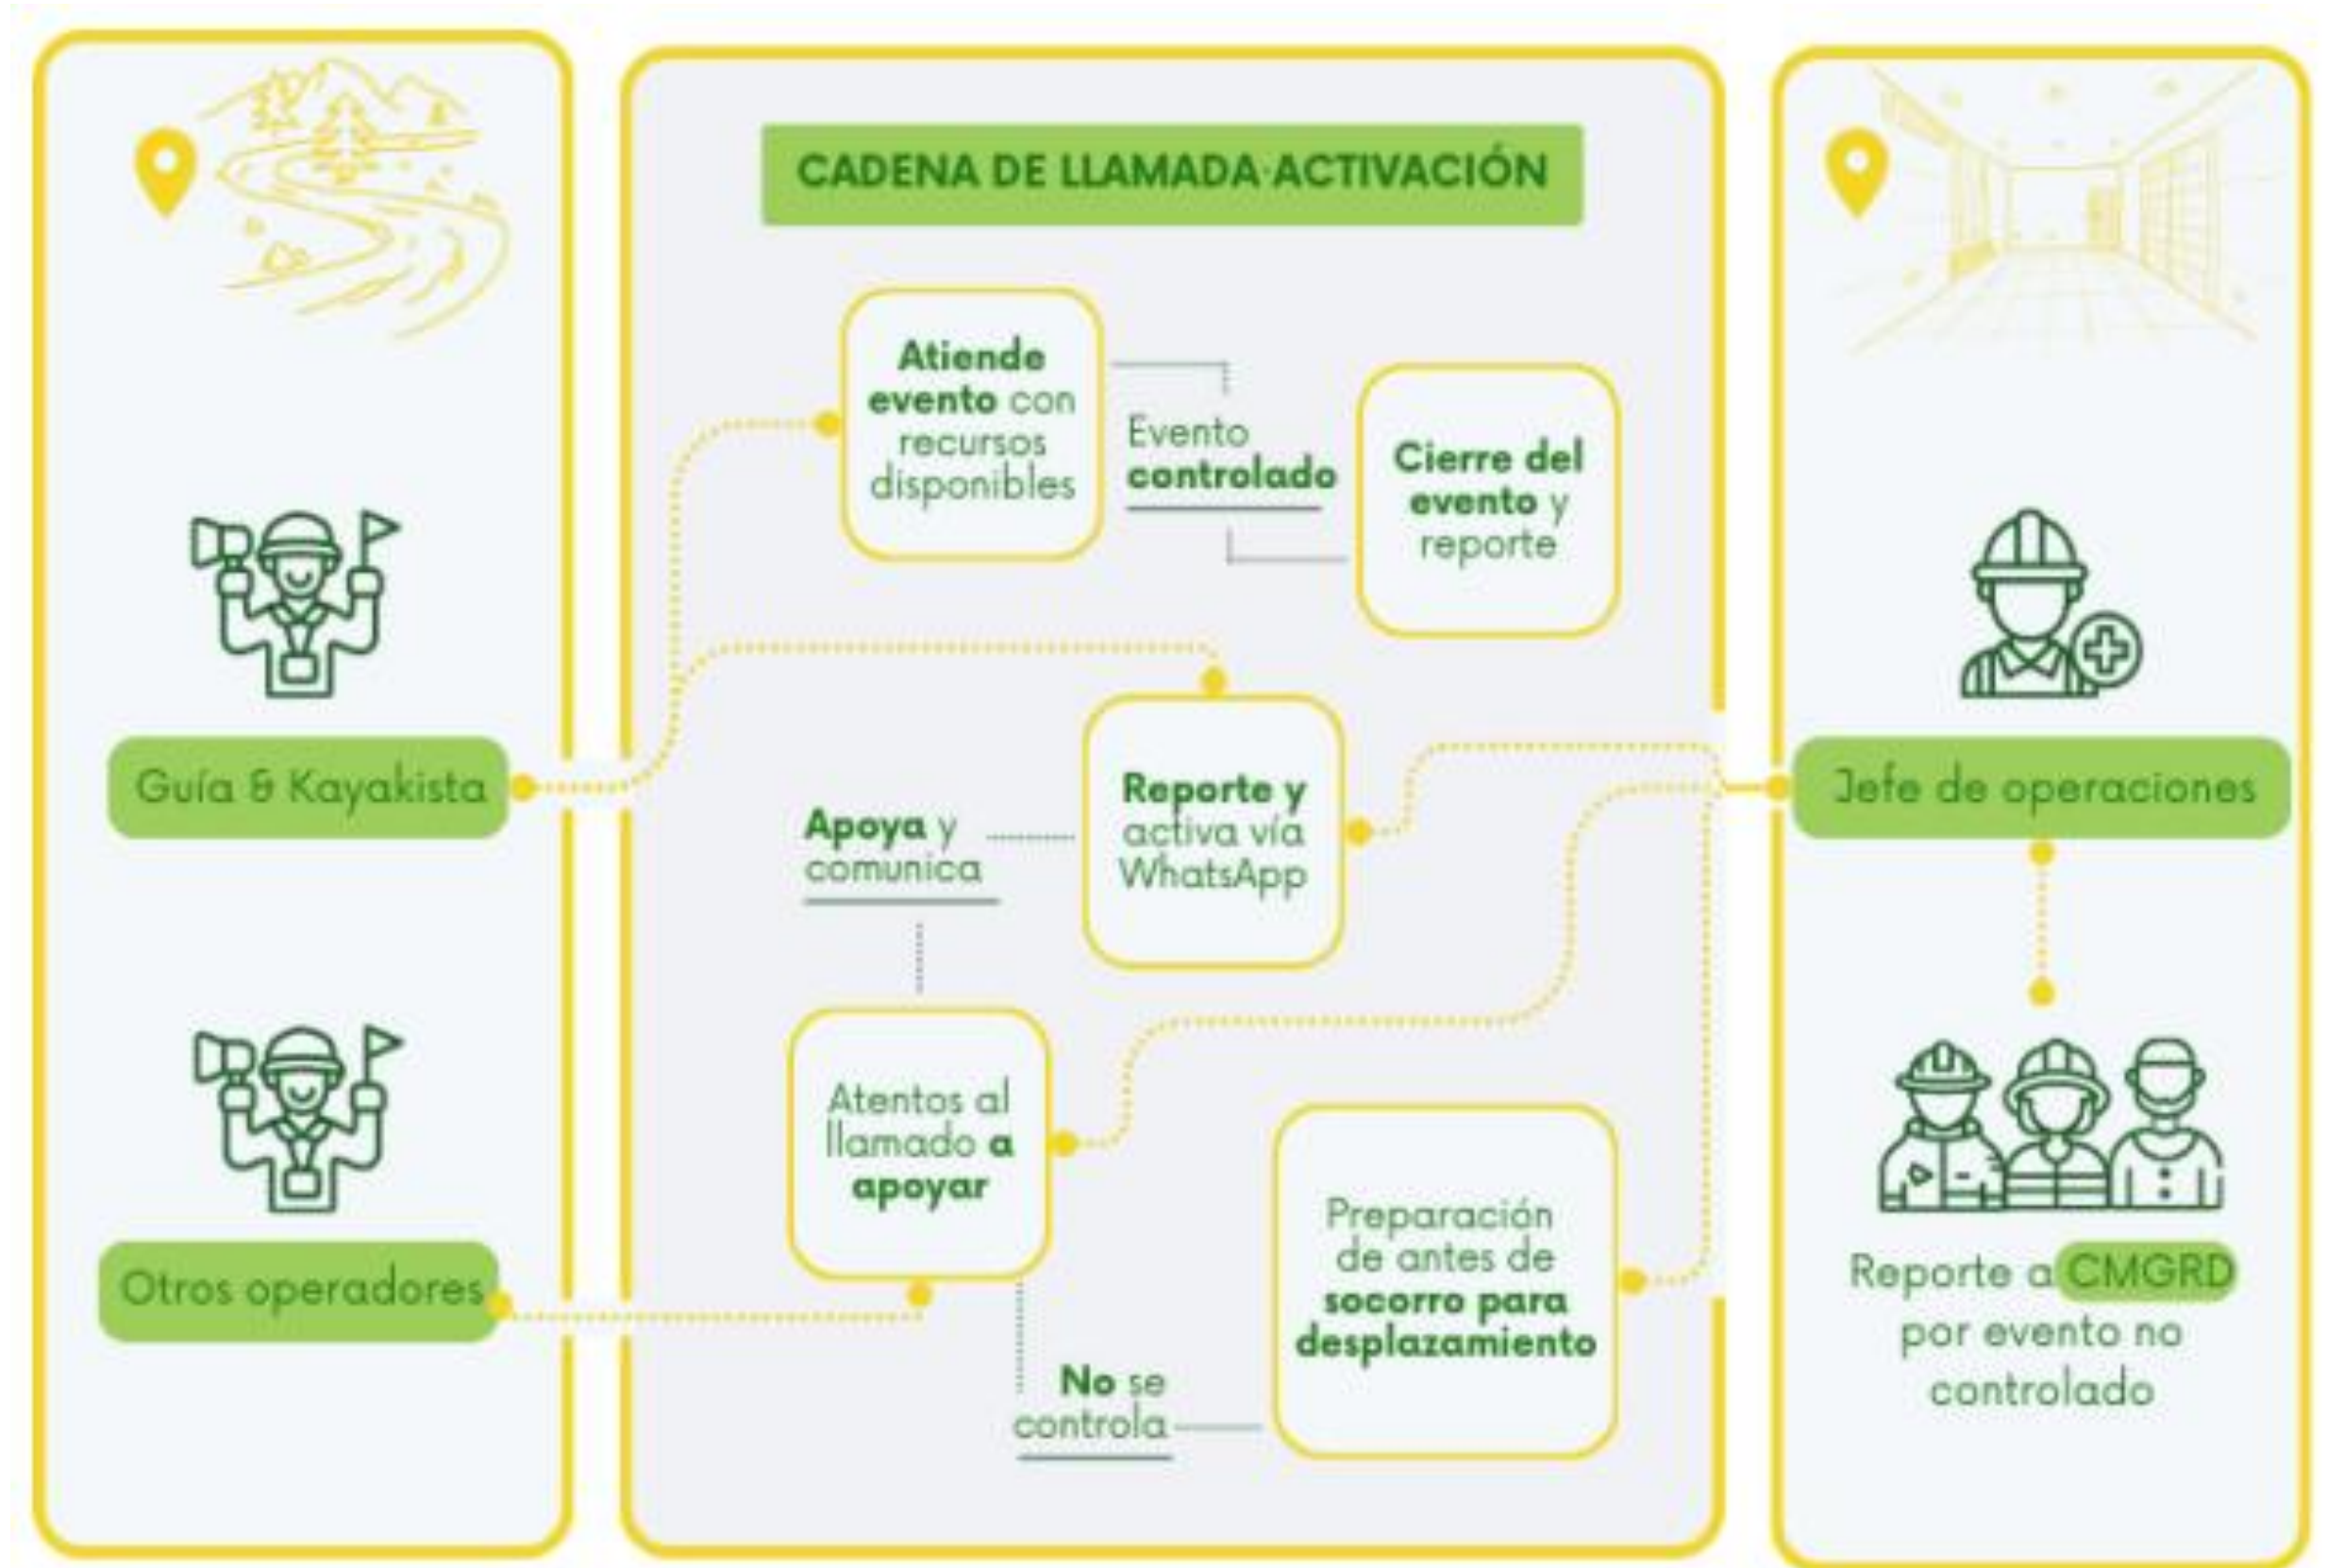 CADENA DE LLAMADA·ACTIVACIÓN
Atiende
evento con
recursos
disponibles
Evento
controlado
Cierre del
evento y
reporte
Guía & Kayakista
Reporte y
activa vía
WhatsApp
Apoya y
comunica
Jefe de operaciones
Atentos al
llamado a
apoyar
Otros operadores
No se
controla
Preparación
de antes de
socorro para
desplazamiento
Reporte a CMGRD
por evento no
controlado